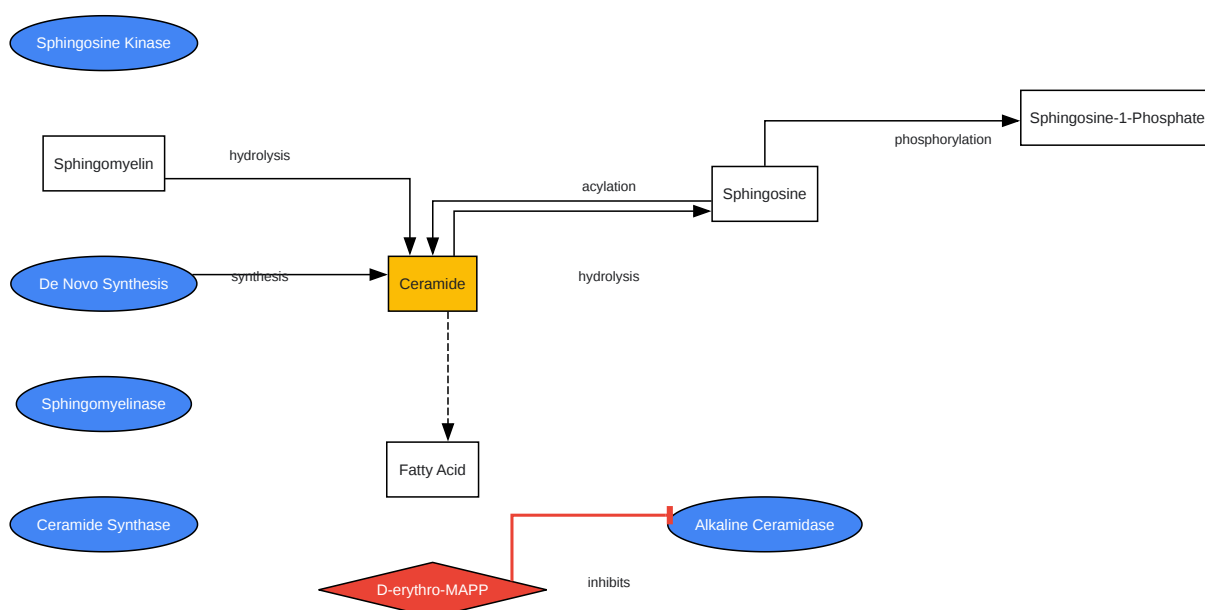 Sphingosine Kinase
Sphingosine-1-Phosphate
phosphorylation
hydrolysis
Sphingomyelin
acylation
Sphingosine
synthesis
hydrolysis
De Novo Synthesis
Ceramide
Sphingomyelinase
Fatty Acid
Ceramide Synthase
Alkaline Ceramidase
inhibits
D-erythro-MAPP